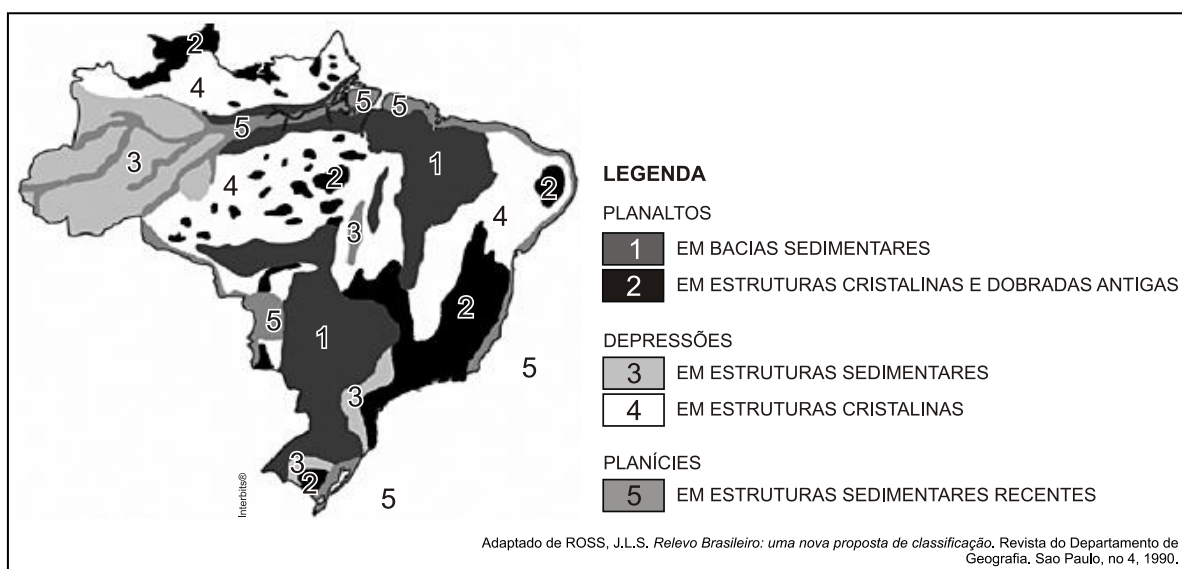 2
4
5
5
5
3
1
4
2
2
4
3
2
5
1
5
3
3
2
5
Interbits®
LEGENDA
PLANALTOS
1 EM BACIAS SEDIMENTARES
2 EM ESTRUTURAS CRISTALINAS E DOBRADAS ANTIGAS
DEPRESSÕES
3 EM ESTRUTURAS SEDIMENTARES
4 EM ESTRUTURAS CRISTALINAS
PLANÍCIES
5 EM ESTRUTURAS SEDIMENTARES RECENTES
Adaptado de ROSS, J.L.S. Relevo Brasileiro: uma nova proposta de classificação. Revista do Departamento de
Geografia. Sao Paulo, no 4, 1990.